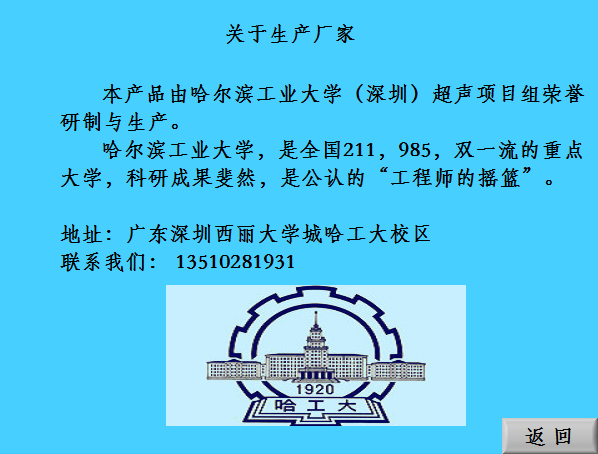 关于生产厂家
本产品由哈尔滨工业大学（深圳）超声项目组荣誉
研制与生产。
哈尔滨工业大学，是全国211，985，双一流的重点
大学，科研成果斐然，是公认的“工程师的摇篮”。
地址：广东深圳西丽大学城哈工大校区
联系我们： 13510281931
1920
哈工大
返回